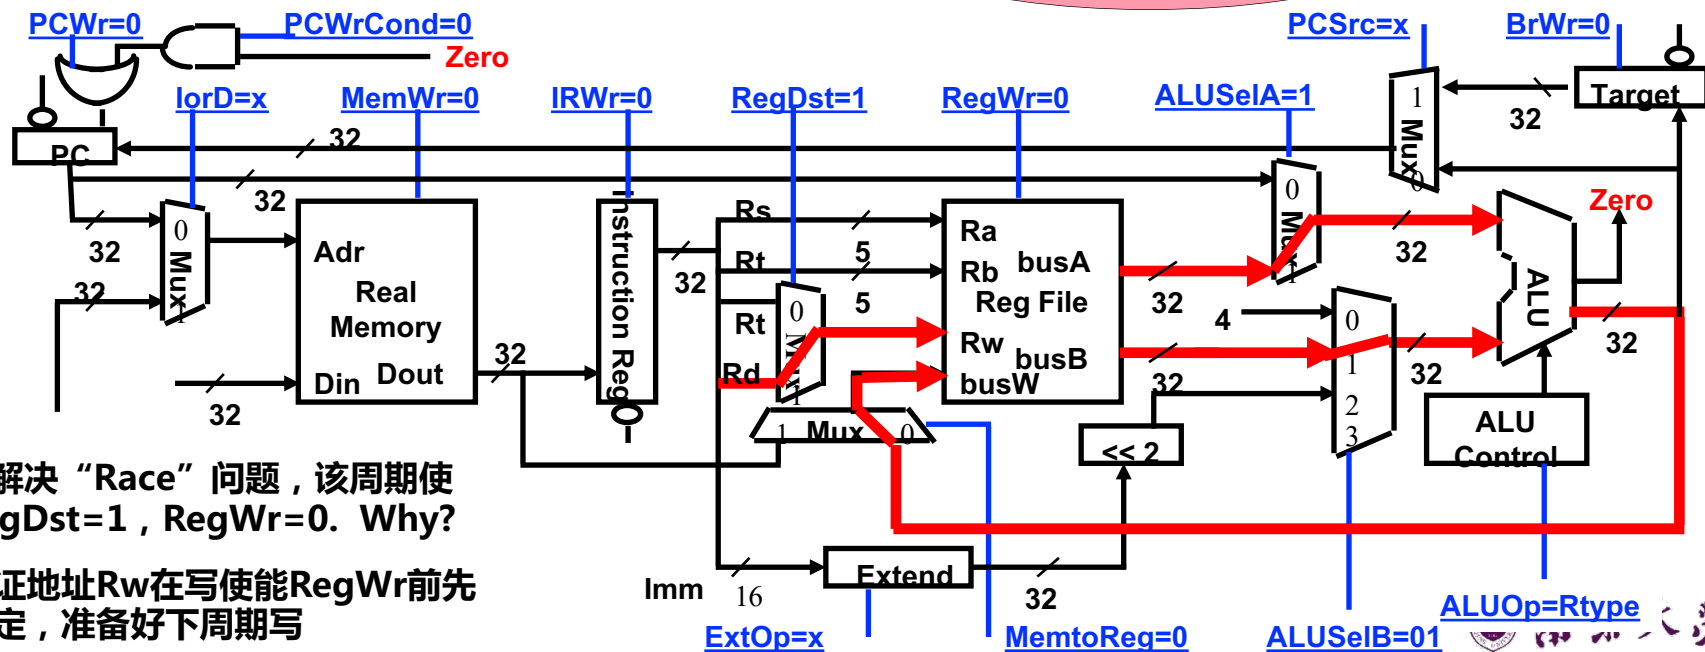 PCWr=0
PCWrCond=0
PCSrc=x
BrWr=0
Zero
IorD=x
MemWr=0
IRWr=0
RegDst=1
RegWr=0
ALUSelA=1
1
Mux
0
32
Target
PC
32
32
32
0
Mux
1
32
32
Adr
Real
Memory
Din
Dout
32
Instruction Reg
32
Rs
5
Rt
5
Rt
Rd
0
Mux
1
Ra
Rb
busA
Reg File
Rw
busB
busW
32
32
0
Mux
1
32
4
0
1
2
3
32
Zero
ALU
32
1
Mux
0
<< 2
ALU
Control
解决“Race”问题，该周期使
gDst=1，RegWr=0. Why?
证地址Rw在写使能RegWr前先
定，准备好下周期写
Imm
16
Extend
32
ExtOp=x
MemtoReg=0
ALUSelB=01
ALUOp=Rtype